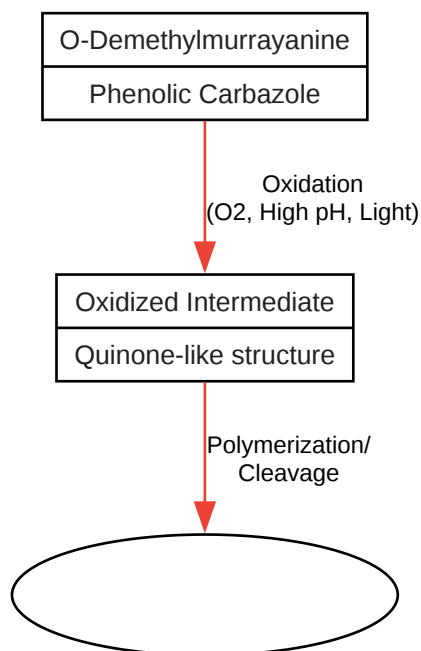 O-Demethylmurrayanine
Phenolic Carbazole
Oxidation
(O2, High pH, Light)
Oxidized Intermediate
Quinone-like structure
Polymerization/
Cleavage